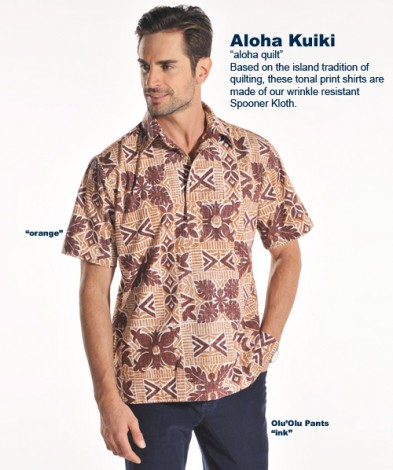 Aloha Kuiki
“aloha quilt”
Based on the island tradition of
quilting, these tonal print shirts are
made of our wrinkle resistant
Spooner Kloth.
“orange”
Olu’Olu Pants
“ink”